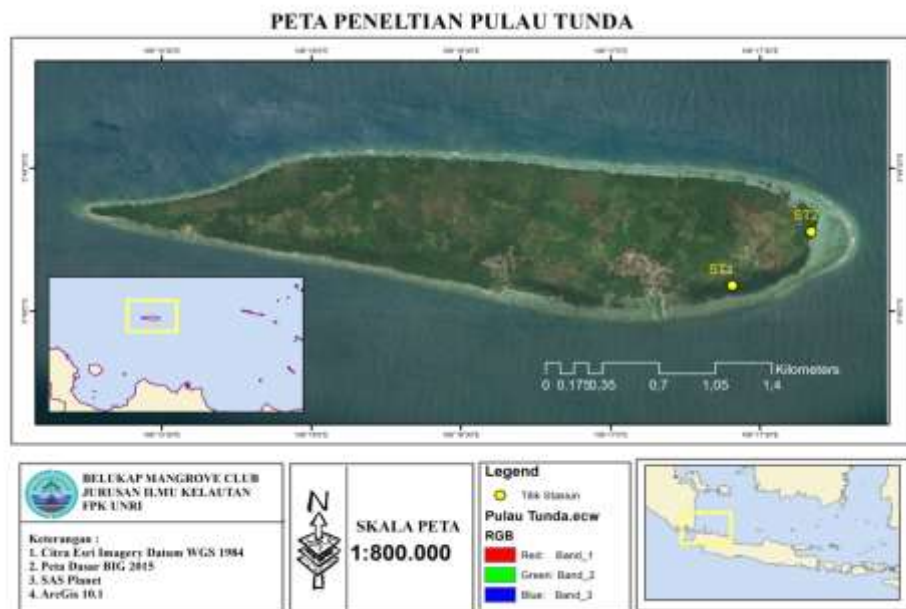 PETA PENELTIAN PULAU TUNDA
ST2
ST1
Kilometers
0 0.175 0.35 0,7 1,05 1,4
BELUKAP MANGROVE CLUB
JURUSAN ILMU KELAUTAN
FPK UNRI
Keterangan :
1. Citra Esri Imagery Datum WGS 1984
2. Peta Dasar BIG 2015
3. SAS Planet
4. ArcGis 10.1
N
SKALA PETA
1:800.000
Legend
Titik Stasiun
Pulau Tunda.ecw
RGB
Red: Band_1
Green: Band_2
Blue: Band_3